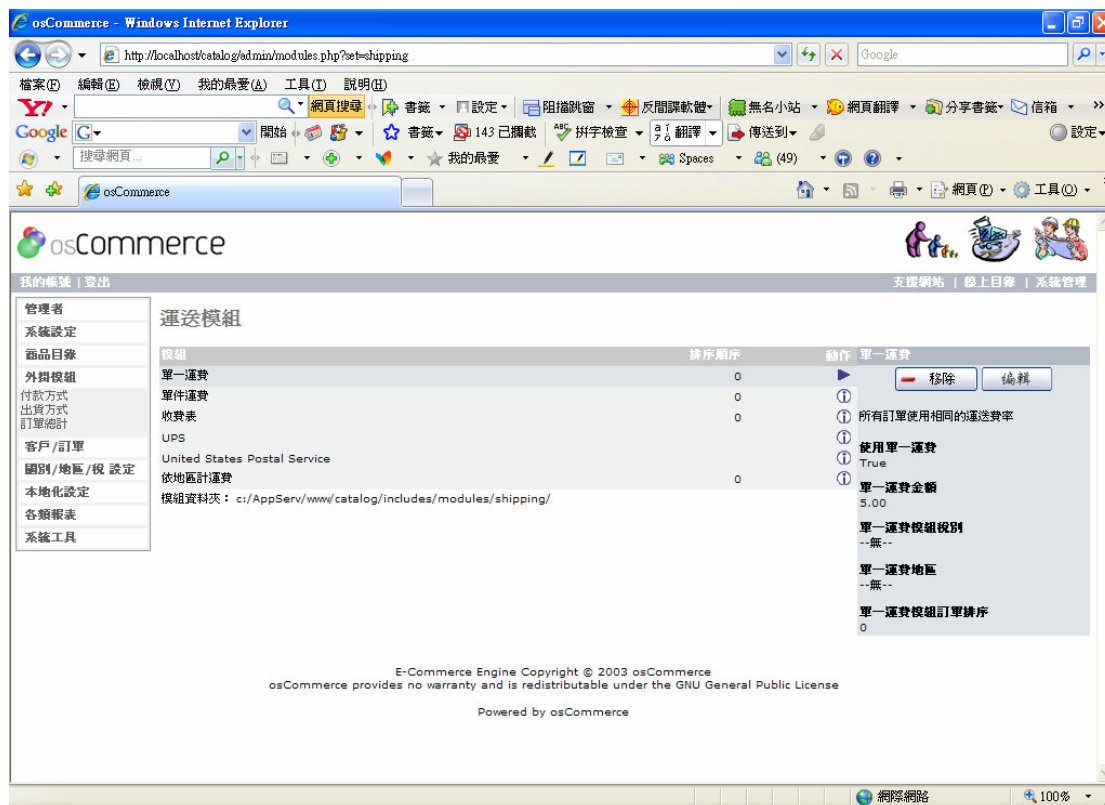 osCommerce - Windows Internet Explorer
http://localhost/catalog/admin/modules.php?set=shipping
Google
檔案(F) 編輯(E) 檢視(V) 我的最愛(A) 工具(T) 說明(H)
Y! 網頁搜尋 書籤 設定 阻擋跳窗 反間諜軟體 無名小站 網頁翻譯 分享書籤 信箱 »
Google G 開始 書籤 143 已攔截 拼字檢查 翻譯 傳送到 設定
搜尋網頁... 我的最愛 Spaces (49)
osCommerce 網頁(P) 工具(O)
osCommerce
我的帳號 | 登出 支援網站 | 線上目錄 | 系統管理
管理者
系統設定
商品目錄
外掛模組
付款方式
出貨方式
訂單總計
客戶/訂單
國別/地區/稅 設定
本地化設定
各類報表
系統工具
運送模組
模組 排序順序 動作
單一運費 0
單件運費 0
收費表 0
UPS
United States Postal Service
依地區計運費 0
模組資料夾: c:/AppServ/www/catalog/includes/modules/shipping/
單一運費
移除 編輯
所有訂單使用相同的運送費率
使用單一運費
True
單一運費金額
5.00
單一運費模組稅別
--無--
單一運費地區
--無--
單一運費模組訂單排序
0
E-Commerce Engine Copyright © 2003 osCommerce
osCommerce provides no warranty and is redistributable under the GNU General Public License
Powered by osCommerce
網際網路 100%